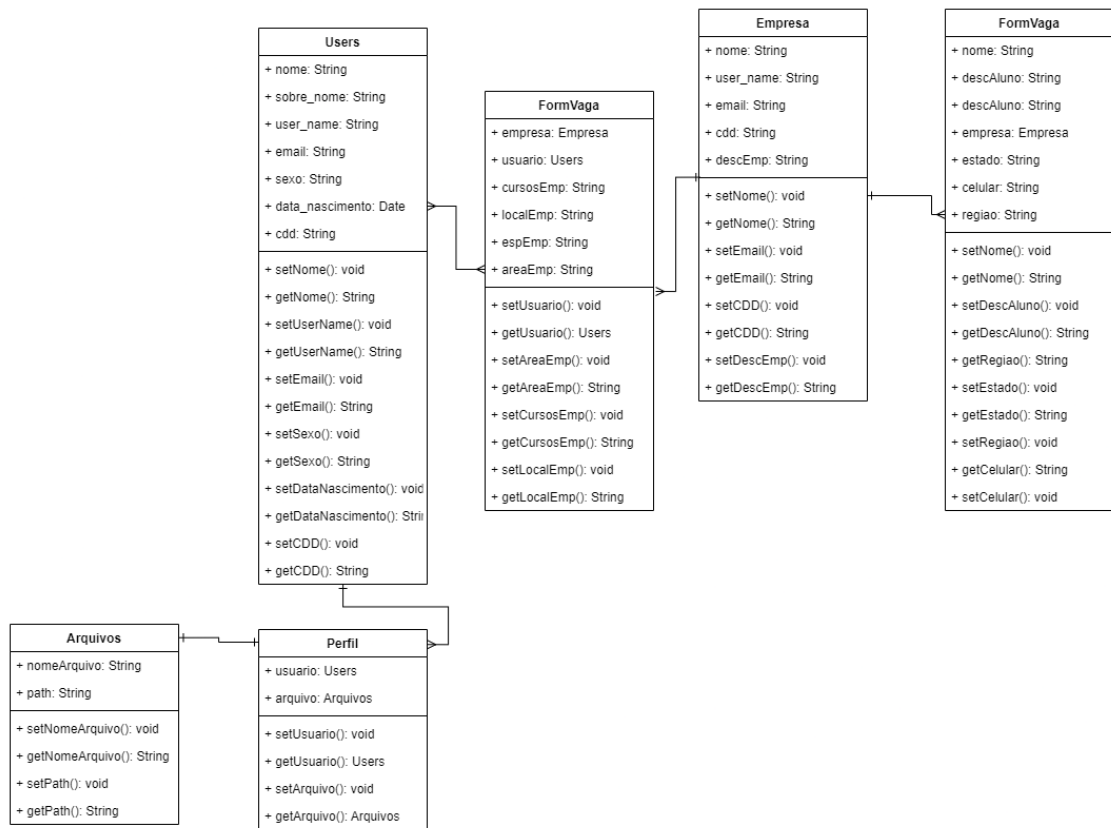 Users
+ nome: String
+ sobre_nome: String
+ user_name: String
+ email: String
+ sexo: String
+ data_nascimento: Date
+ cdd: String
+ setNome(): void
+ getNome(): String
+ setUserName(): void
+ getUserName(): String
+ setEmail(): void
+ getEmail(): String
+ setSexo(): void
+ getSexo(): String
+ setDataNascimento(): void
+ getDataNascimento(): Strin
+ setCDD(): void
+ getCDD(): String
FormVaga
+ empresa: Empresa
+ usuario: Users
+ cursosEmp: String
+ localEmp: String
+ espEmp: String
+ areaEmp: String
+ setUsuario(): void
+ getUsuario(): Users
+ setAreaEmp(): void
+ getAreaEmp(): String
+ setCursosEmp(): void
+ getCursosEmp(): String
+ setLocalEmp(): void
+ getLocalEmp(): String
Empresa
+ nome: String
+ user_name: String
+ email: String
+ cdd: String
+ descEmp: String
+ setNome(): void
+ getNome(): String
+ setEmail(): void
+ getEmail(): String
+ setCDD(): void
+ getCDD(): String
+ setDescEmp(): void
+ getDescEmp(): String
FormVaga
+ nome: String
+ descAluno: String
+ descAluno: String
+ empresa: Empresa
+ estado: String
+ celular: String
+ regiao: String
+ setNome(): void
+ getNome(): String
+ setDescAluno(): void
+ getDescAluno(): String
+ getRegiao(): String
+ setEstado(): void
+ getEstado(): String
+ setRegiao(): void
+ getCelular(): String
+ setCelular(): void
Arquivos
+ nomeArquivo: String
+ path: String
+ setNomeArquivo(): void
+ getNomeArquivo(): String
+ setPath(): void
+ getPath(): String
Perfil
+ usuario: Users
+ arquivo: Arquivos
+ setUsuario(): void
+ getUsuario(): Users
+ setArquivo(): void
+ getArquivo(): Arquivos